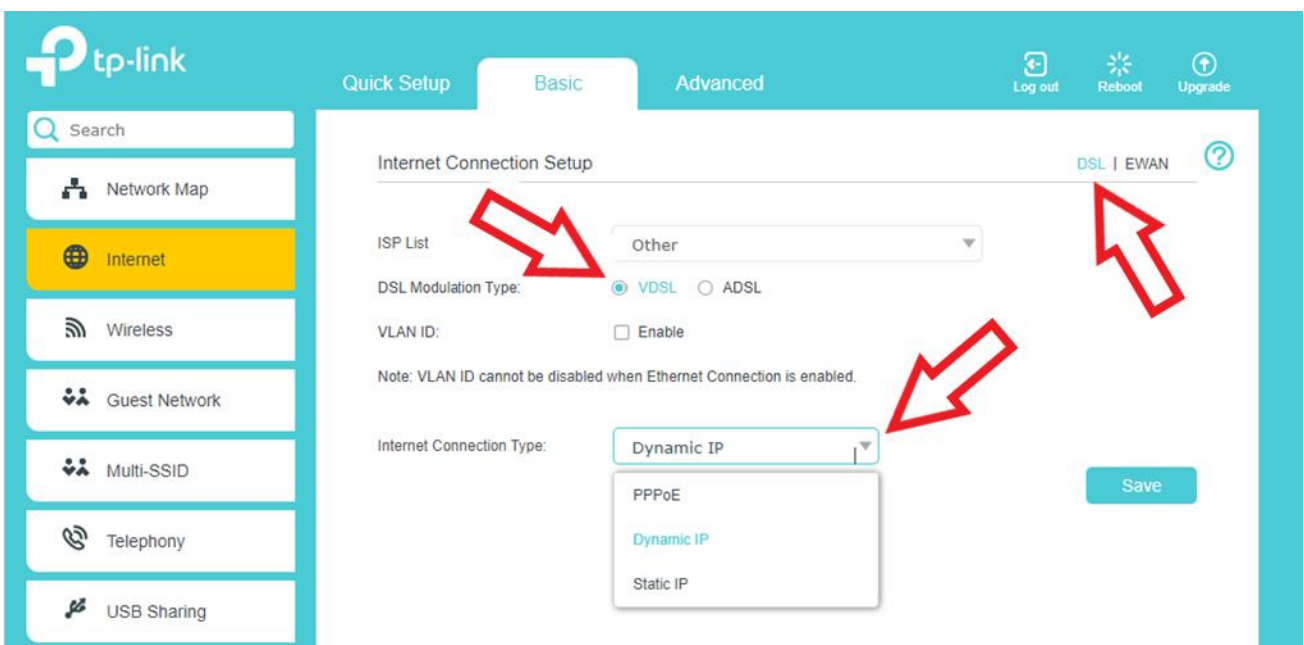 tp-link
Quick Setup Basic Advanced Log out Reboot Upgrade
Search
Network Map
Internet
Wireless
Guest Network
Multi-SSID
Telephony
USB Sharing
Internet Connection Setup DSL | EWAN
ISP List Other
DSL Modulation Type: VDSL ADSL
VLAN ID: Enable
Note: VLAN ID cannot be disabled when Ethernet Connection is enabled.
Internet Connection Type: Dynamic IP
PPPoE
Dynamic IP
Static IP
Save